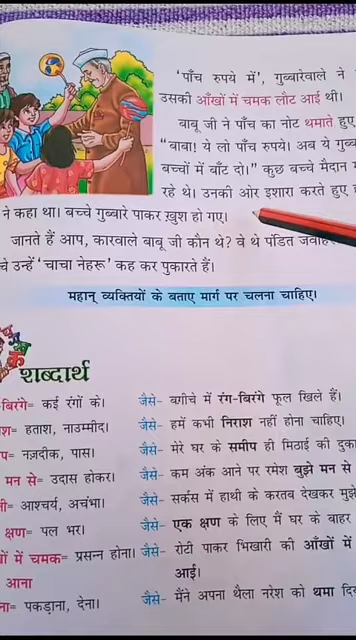 'पाँच रुपये में', गुब्बारेवाले ने
उसकी आँखों में चमक लौट आई थी।
बाबू जी ने पाँच का नोट थमाते हुए
"बाबा! ये लो पाँच रुपये। अब ये
बच्चों में बाँट दो।" कुछ बच्चे मैदान
रहे थे। उनकी ओर इशारा करते हुए
ने कहा था। बच्चे गुब्बारे पाकर ख़ुश हो गए।
जानते हैं आप, कारवाले बाबू जी कौन थे? वे थे पंडित
उन्हें 'चाचा नेहरू' कह कर पुकारते हैं।
महान् व्यक्तियों के बताए मार्ग पर चलना चाहिए।
शब्दार्थ
बिरंगे= कई रंगों के। जैसे- बग़ीचे में रंग-बिरंगे फूल खिले हैं।
= हताश, नाउम्मीद। जैसे- हमें कभी निराश नहीं होना चाहिए।
= नज़दीक, पास। जैसे- मेरे घर के समीप ही मिठाई की
मन से= उदास होकर। जैसे- कम अंक आने पर रमेश बुझे मन से
= आश्चर्य, अचंभा। जैसे- सर्कस में हाथी के करतब देखकर
क्षण= पल भर। जैसे- एक क्षण के लिए मैं घर के बाहर
में चमक= प्रसन्न होना। जैसे- रोटी पाकर भिखारी की आँखों में
आना आई।
= पकड़ाना, देना। जैसे- मैंने अपना थैला नरेश को थमा